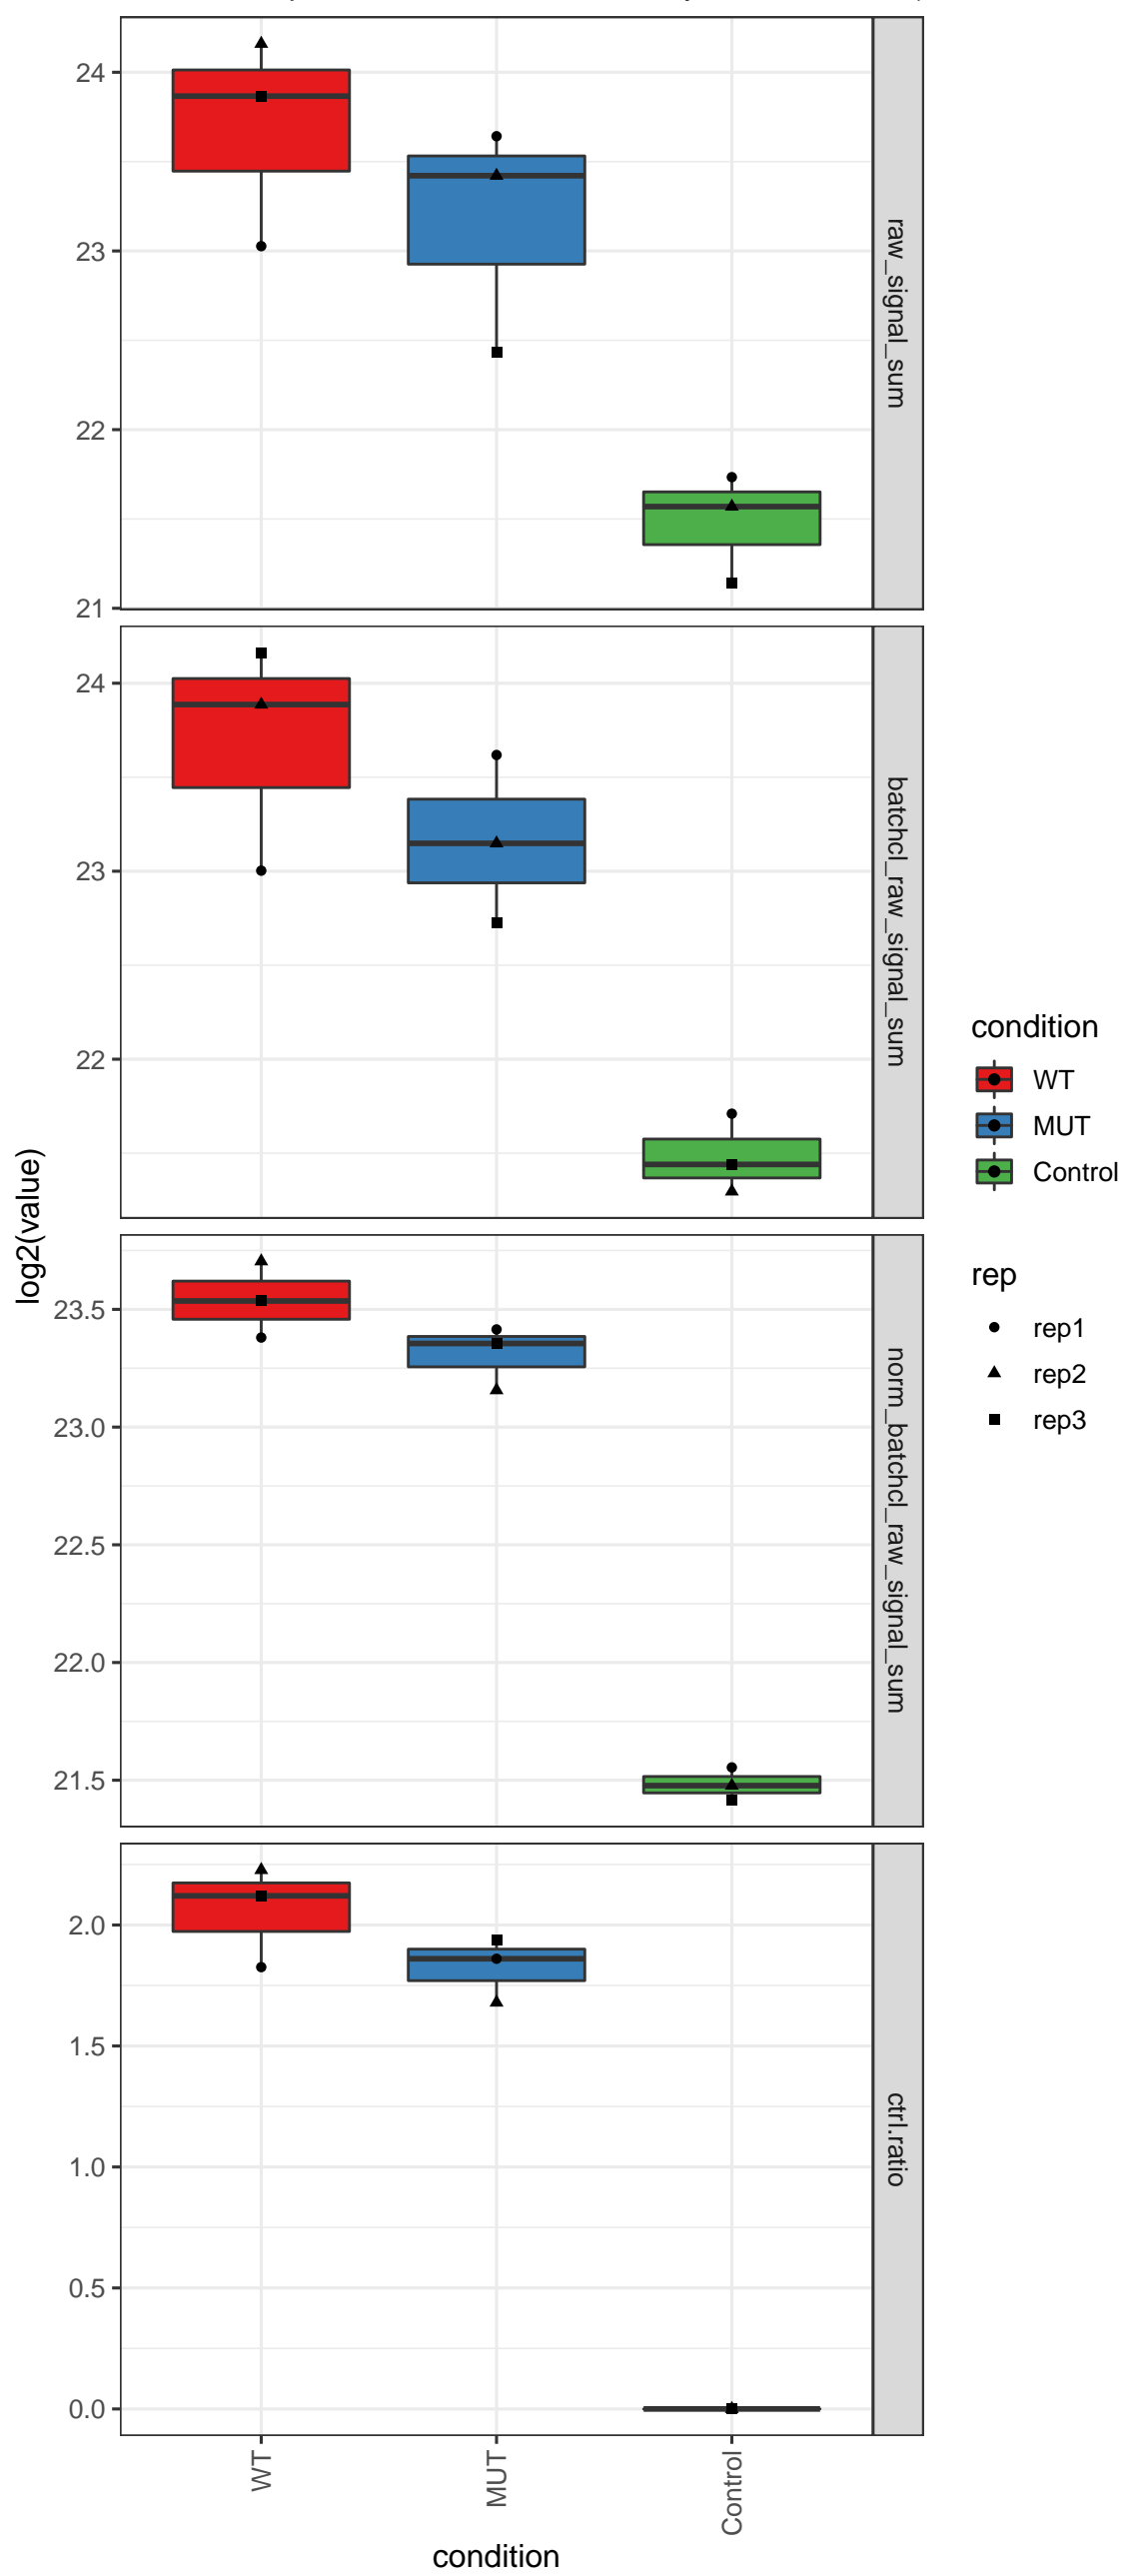 24
23
22
21
raw_signal_sum
24
23
22
batchcl_raw_signal_sum
23.5
23.0
22.5
22.0
21.5
norm_batchcl_raw_signal_sum
2.0
1.5
1.0
0.5
0.0
ctrl.ratio
log2(value)
WT
MUT
Control
condition
condition
WT
MUT
Control
rep
rep1
rep2
rep3